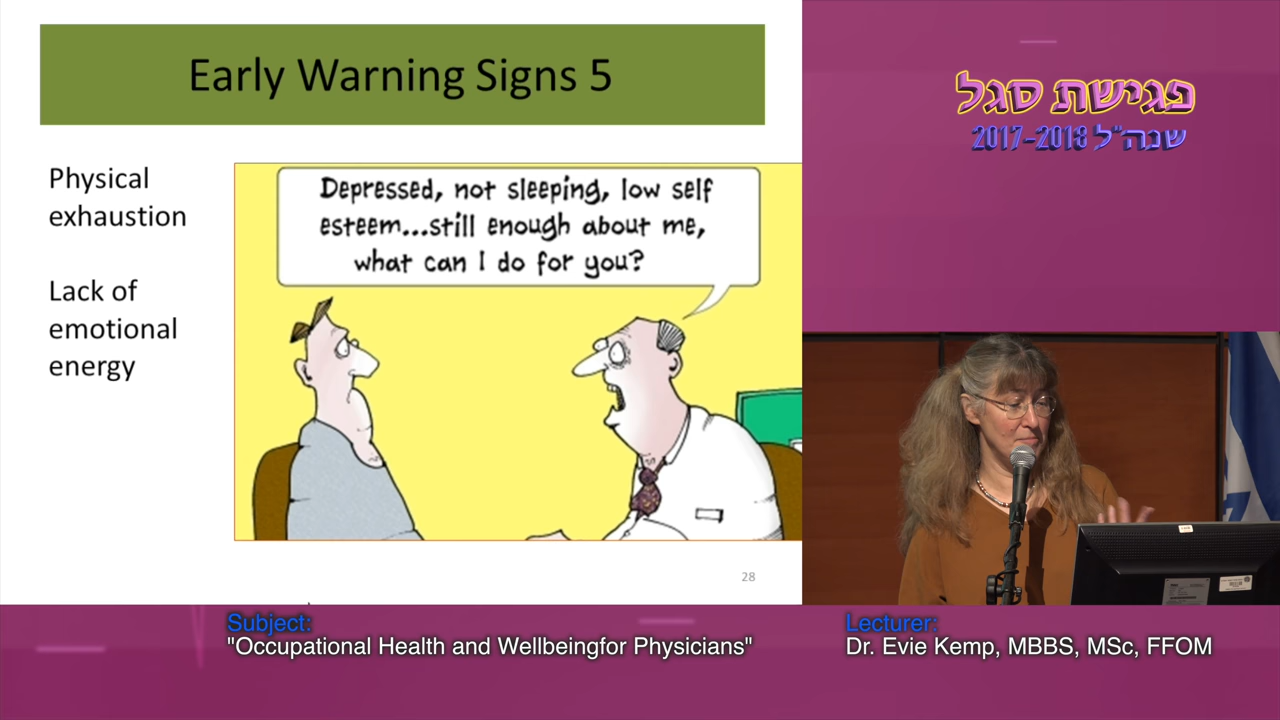 Early Warning Signs 5
Physical
exhaustion
Lack of
emotional
energy
Depressed, not sleeping, low self
esteem...still enough about me,
what can I do for you?
28
פגישת סגל
שנה"ל 2017-2018
Subject:
"Occupational Health and Wellbeingfor Physicians"
Lecturer:
Dr. Evie Kemp, MBBS, MSc, FFOM